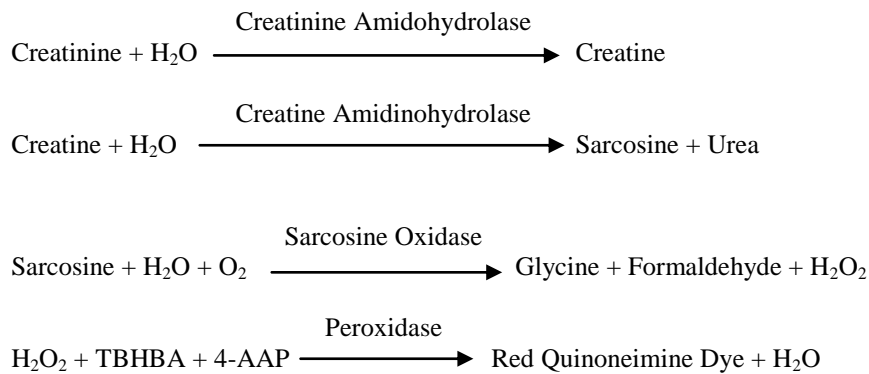 Creatinine Amidohydrolase
Creatinine + H₂O Creatine
Creatine Amidinohydrolase
Creatine + H₂O Sarcosine + Urea
Sarcosine Oxidase
Sarcosine + H₂O + O₂ Glycine + Formaldehyde + H₂O₂
Peroxidase
H₂O₂ + TBHBA + 4-AAP Red Quinoneimine Dye + H₂O